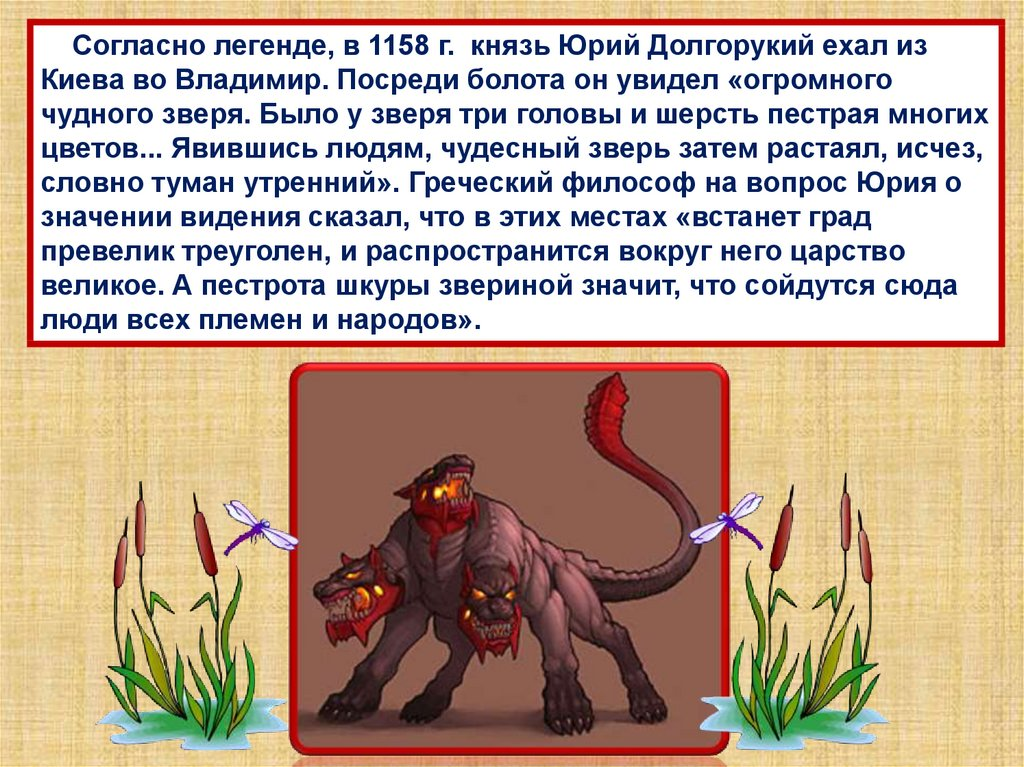 Согласно легенде, в 1158 г. князь Юрий Долгорукий ехал из
Киева во Владимир. Посреди болота он увидел «огромного
чудного зверя. Было у зверя три головы и шерсть пестрая многих
цветов... Явившись людям, чудесный зверь затем растаял, исчез,
словно туман утренний». Греческий философ на вопрос Юрия о
значении видения сказал, что в этих местах «встанет град
превелик треуголен, и распространится вокруг него царство
великое. А пестрота шкуры звериной значит, что сойдутся сюда
люди всех племен и народов».